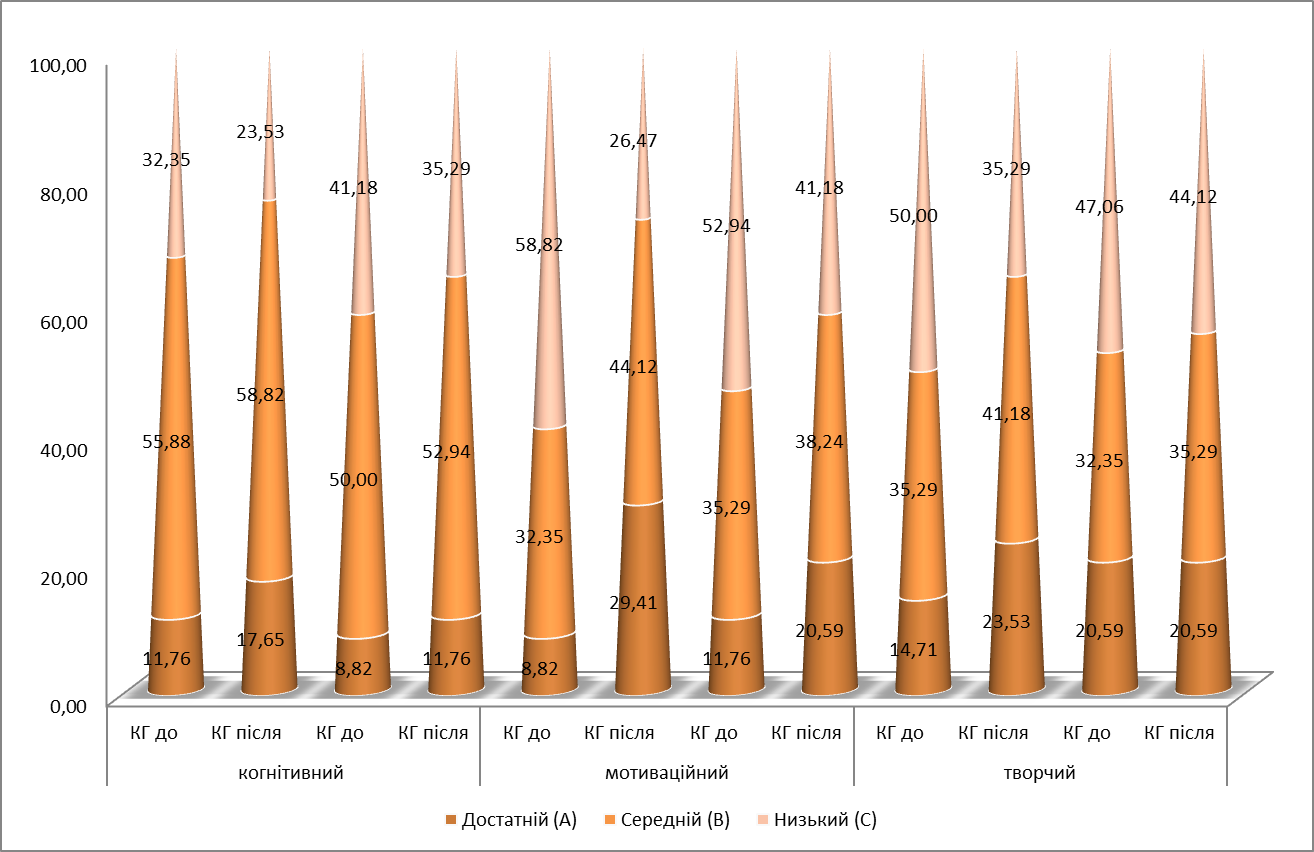 100,00
80,00
60,00
40,00
20,00
0,00
32,35 23,53 41,18 35,29 58,82 26,47 52,94 41,18 50,00 35,29 47,06 44,12
55,88 58,82 50,00 52,94 32,35 44,12 35,29 38,24 35,29 41,18 32,35 35,29
11,76 17,65 8,82 11,76 8,82 29,41 11,76 20,59 14,71 23,53 20,59 20,59
КГ до КГ після КГ до КГ після КГ до КГ після КГ до КГ після КГ до КГ після КГ до КГ після
когнітивний мотиваційний творчий
Достатній (А) Середній (В) Низький (С)